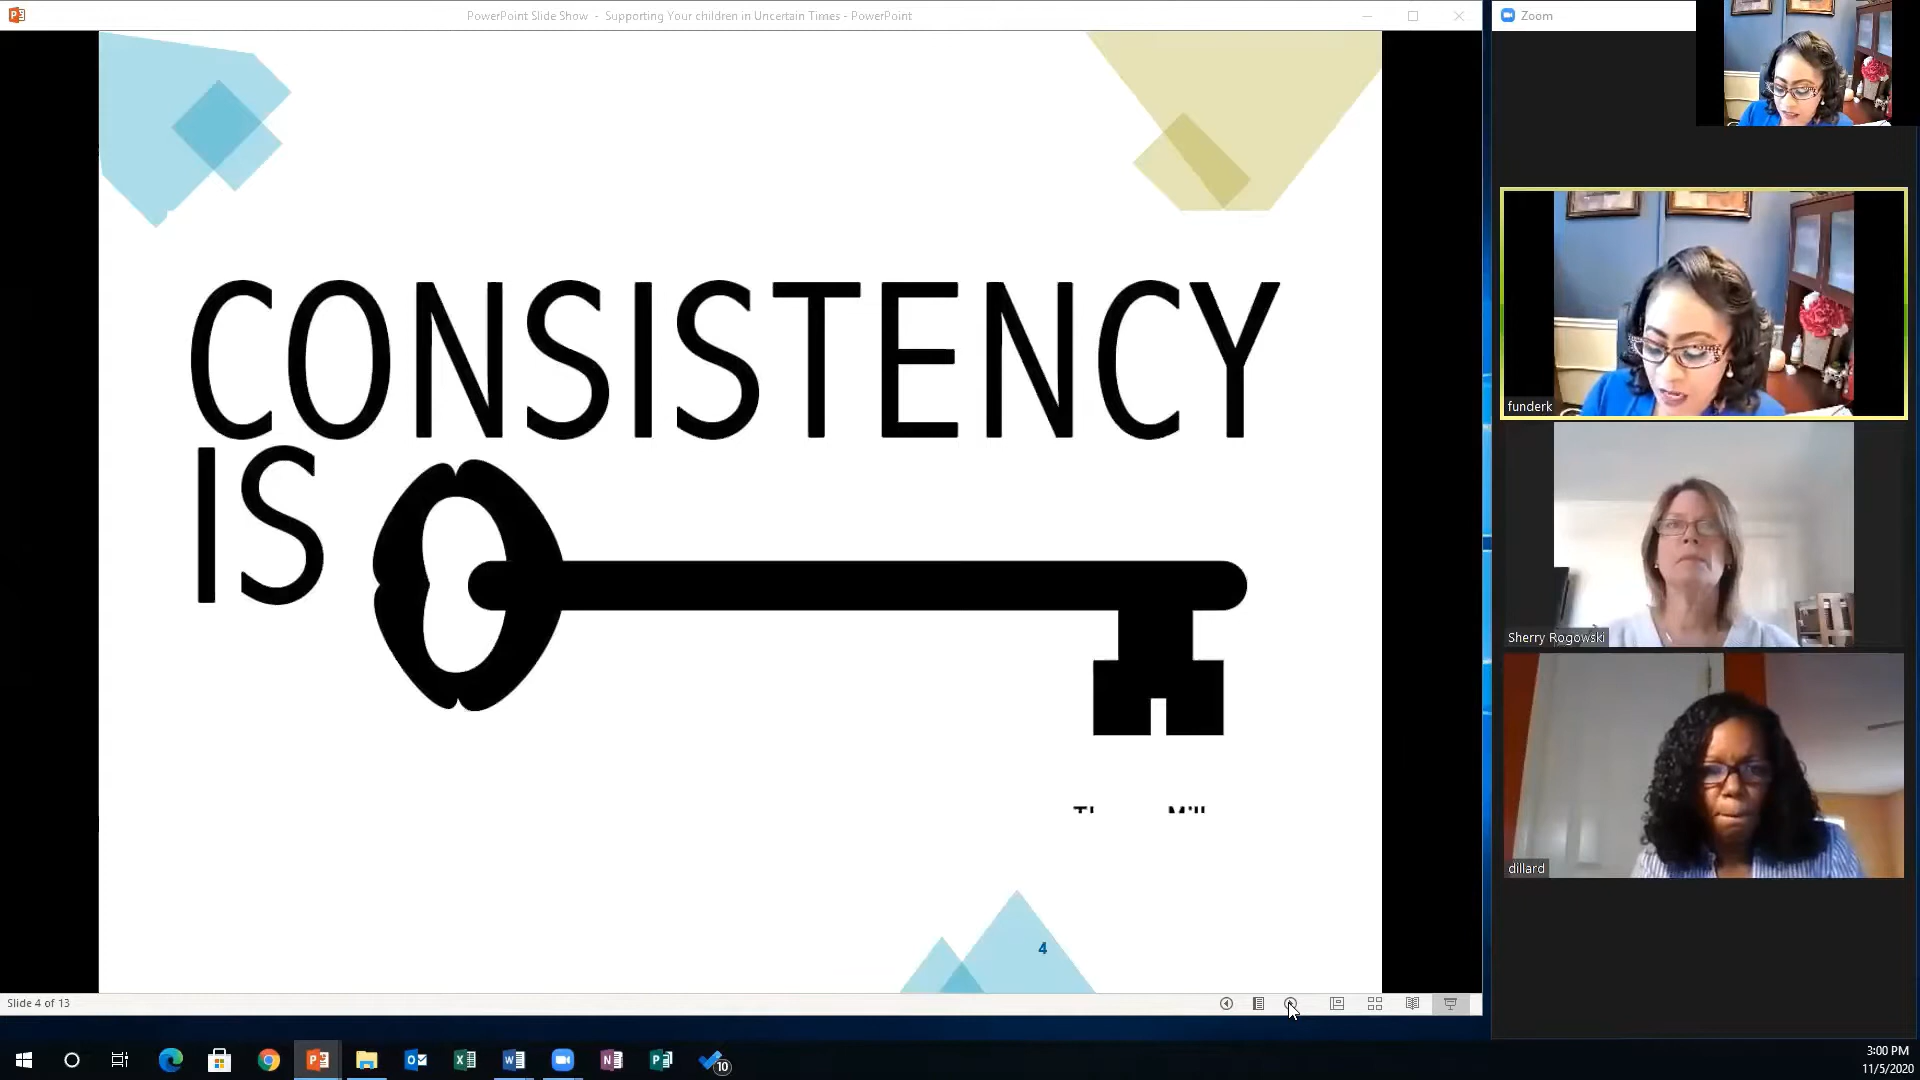 PowerPoint Slide Show - Supporting Your children in Uncertain Times - PowerPoint
Zoom
CONSISTENCY
IS
funderk
Sherry Rogowski
dillard
4
Slide 4 of 13
10
3:00 PM
11/5/2020